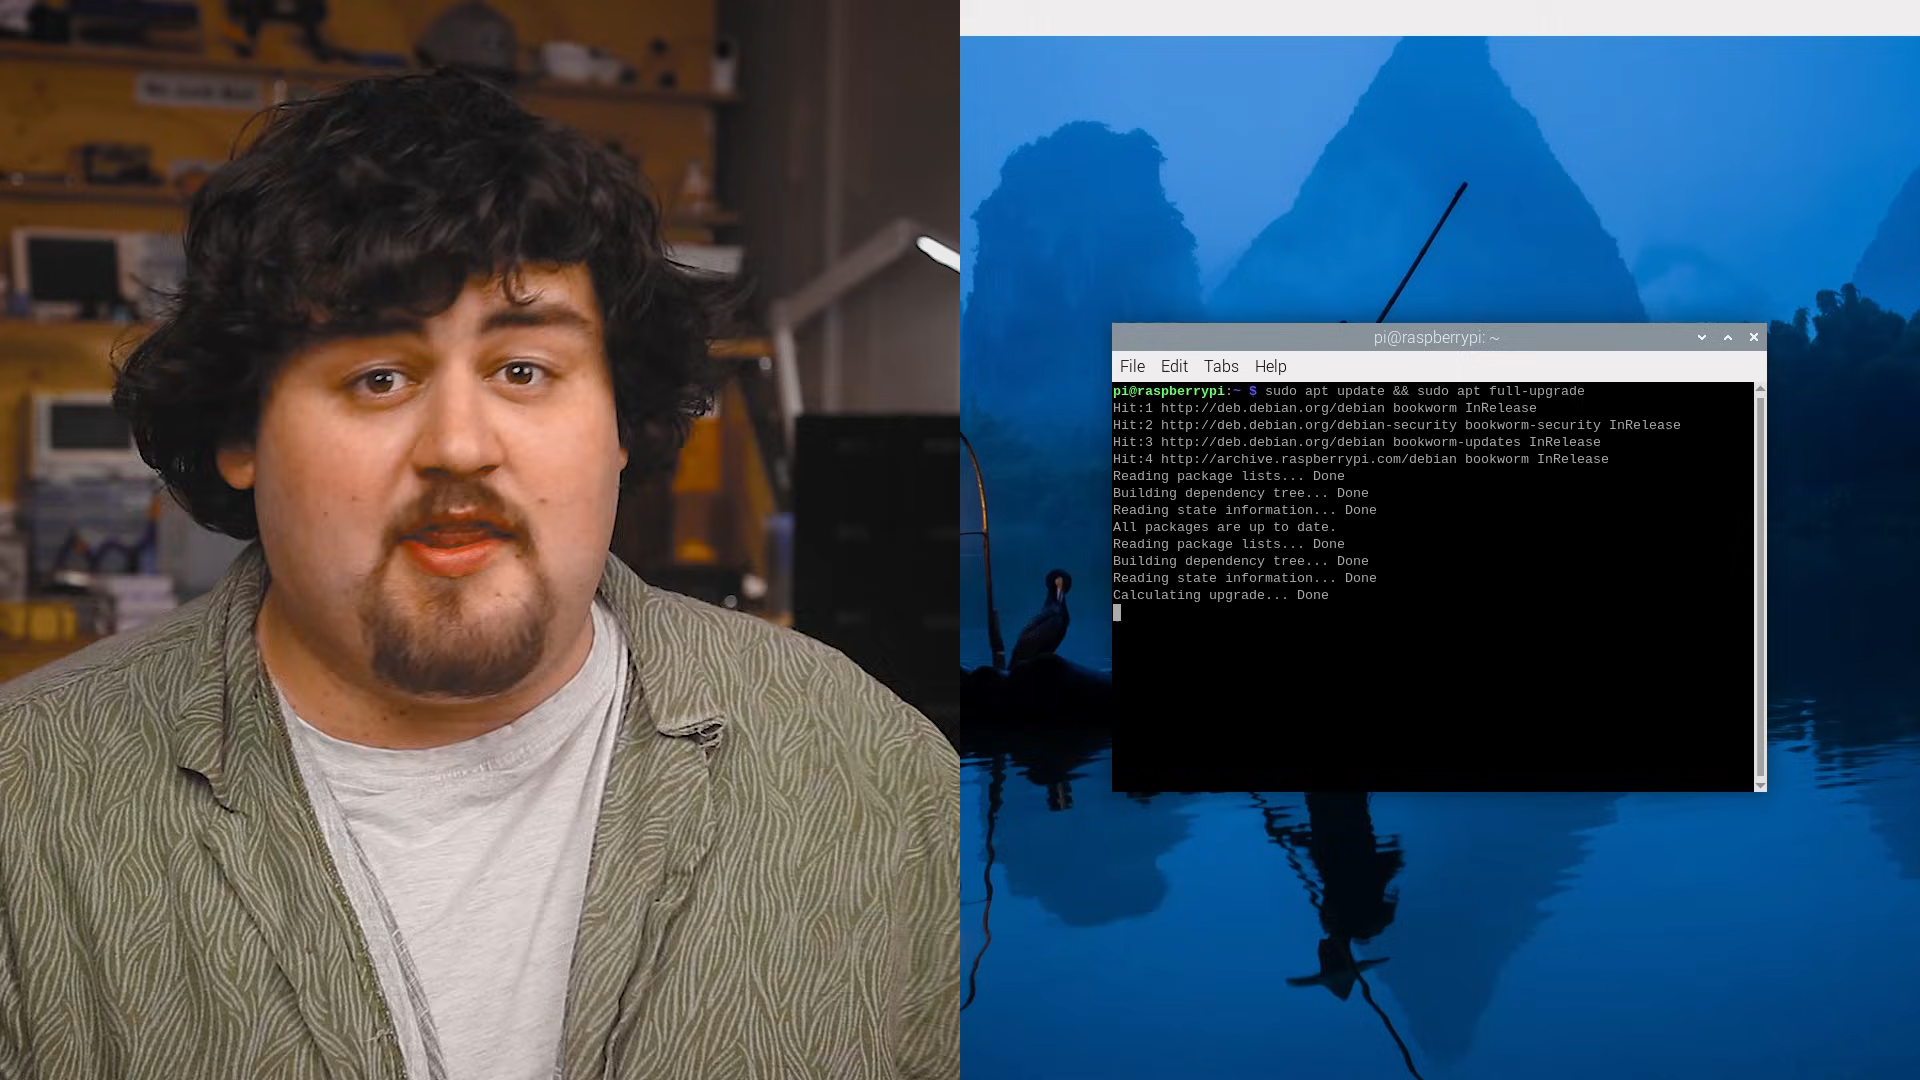 pi@raspberrypi: ~
File Edit Tabs Help
pi@raspberrypi:~ $ sudo apt update && sudo apt full-upgrade
Hit:1 http://deb.debian.org/debian bookworm InRelease
Hit:2 http://deb.debian.org/debian-security bookworm-security InRelease
Hit:3 http://deb.debian.org/debian bookworm-updates InRelease
Hit:4 http://archive.raspberrypi.com/debian bookworm InRelease
Reading package lists... Done
Building dependency tree... Done
Reading state information... Done
All packages are up to date.
Reading package lists... Done
Building dependency tree... Done
Reading state information... Done
Calculating upgrade... Done